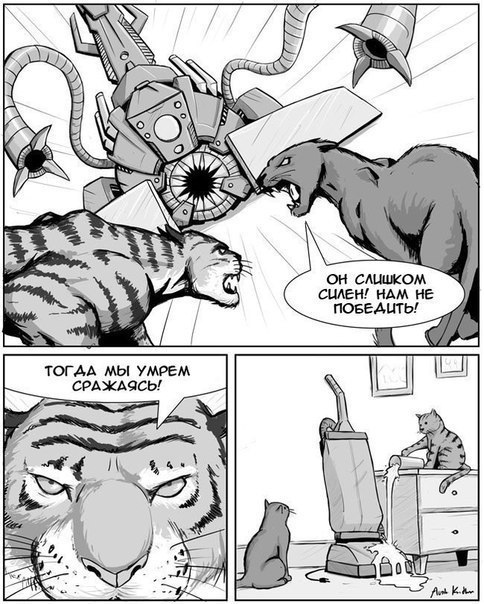 ОН СЛИШКОМ
СИЛЕН! НАМ НЕ
ПОБЕДИТЬ!
ТОГДА МЫ УМРЕМ
СРАЖАЯСЬ!